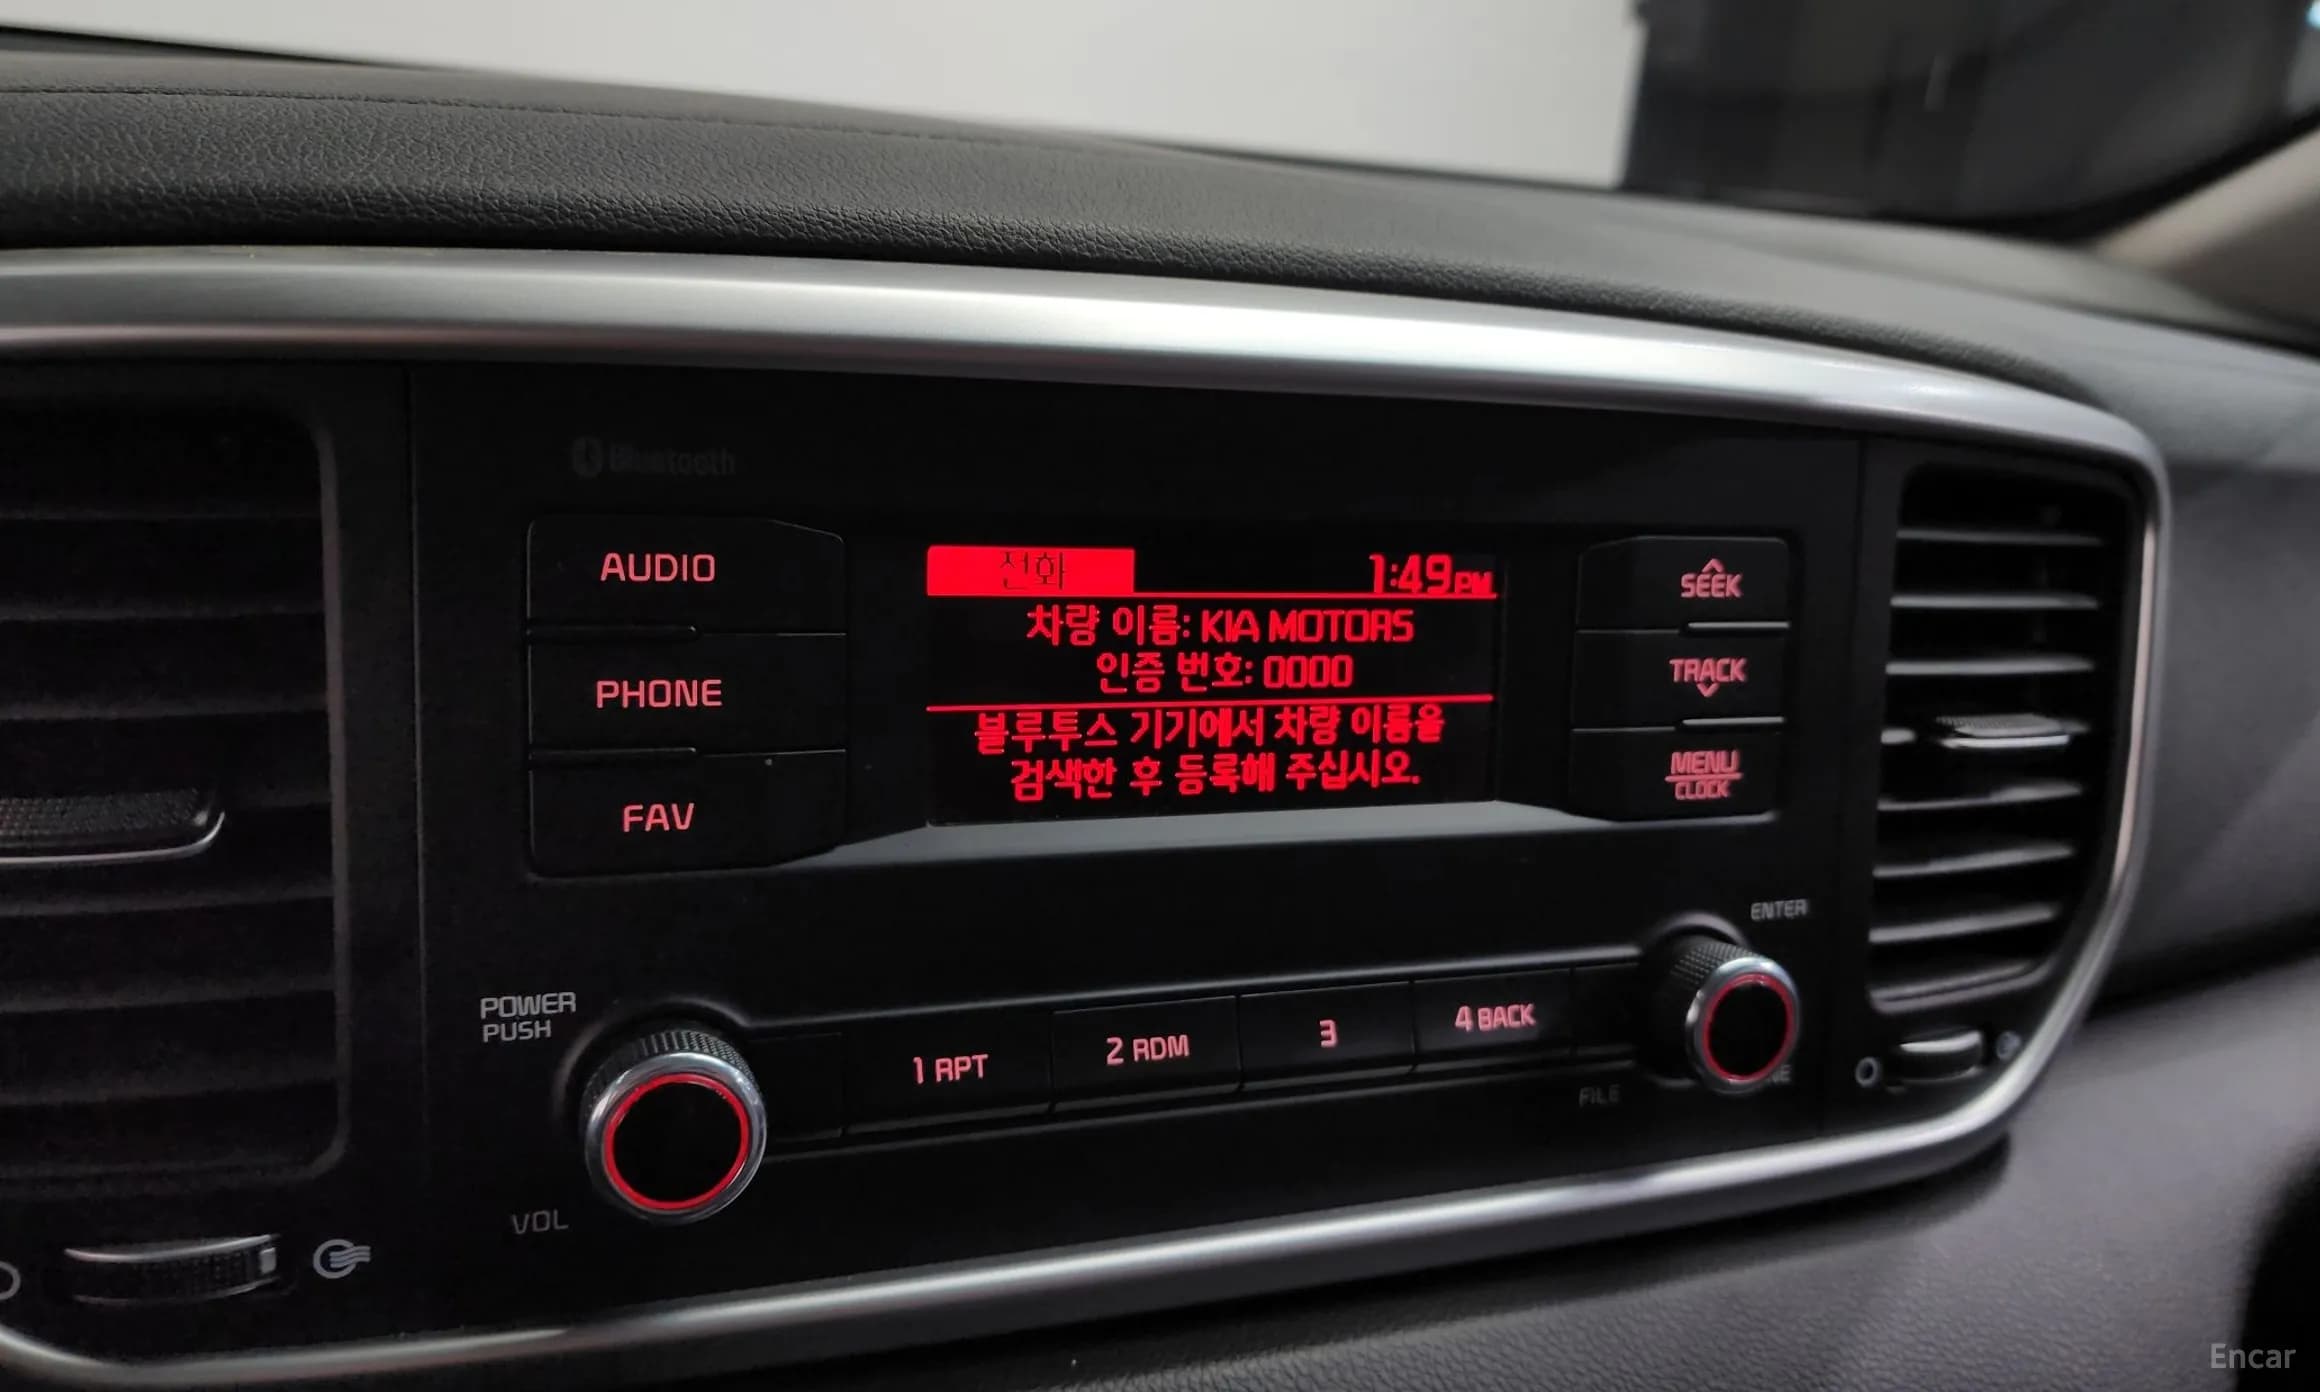 Bluetooth
AUDIO
PHONE
FAV
전화
1:49PM
차량 이름: KIA MOTORS
인증 번호: 0000
블루투스 기기에서 차량 이름을
검색한 후 등록해 주십시오.
SEEK
TRACK
MENU
CLOCK
ENTER
POWER
PUSH
VOL
1 RPT
2 RDM
3
4 BACK
FILE
Encar